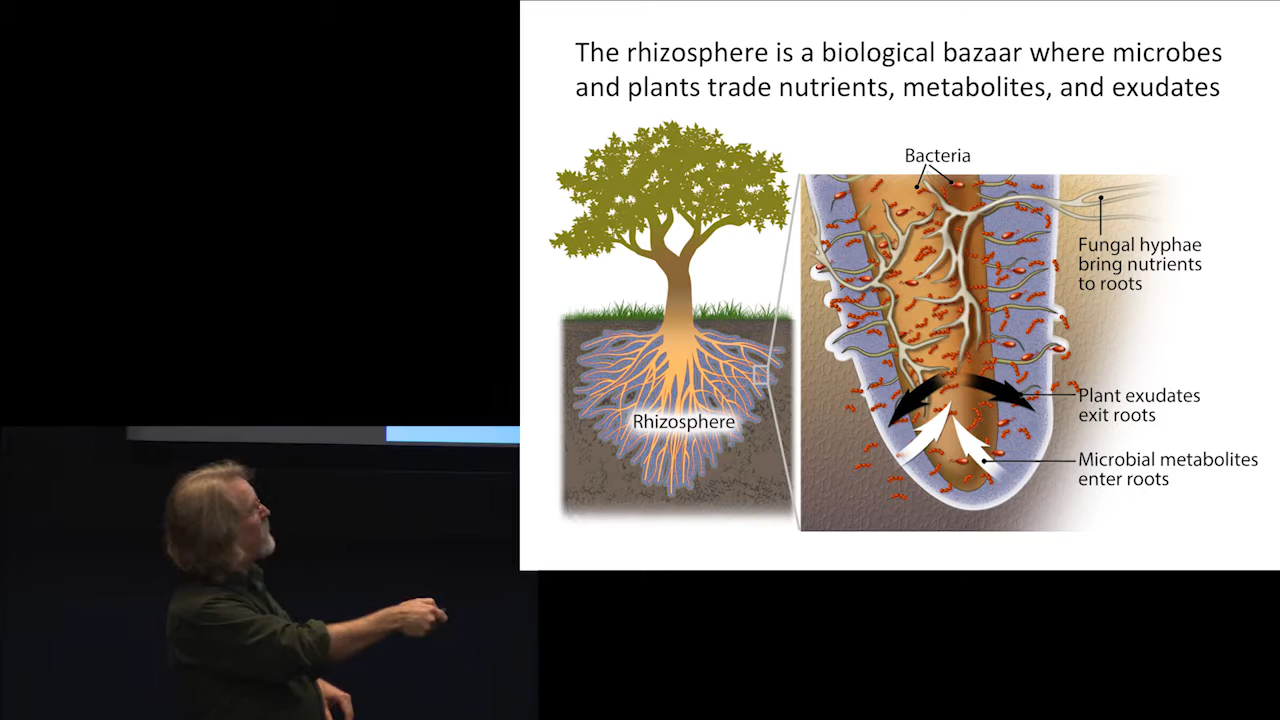 The rhizosphere is a biological bazaar where microbes
and plants trade nutrients, metabolites, and exudates
Bacteria
Fungal hyphae
bring nutrients
to roots
Rhizosphere
Plant exudates
exit roots
Microbial metabolites
enter roots